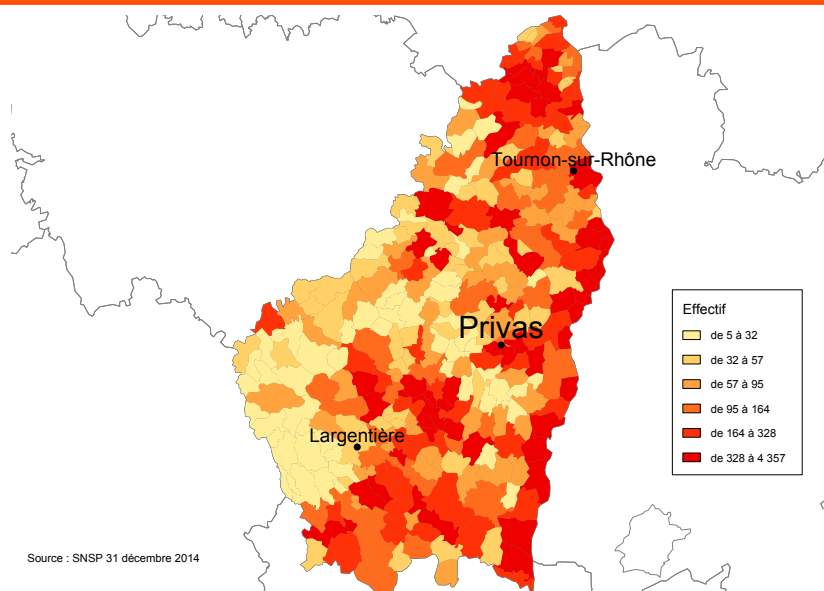 Tournon-sur-Rhône
Privas
Largentière
Effectif
de 5 à 32
de 32 à 57
de 57 à 95
de 95 à 164
de 164 à 328
de 328 à 4 357
Source : SNSP 31 décembre 2014